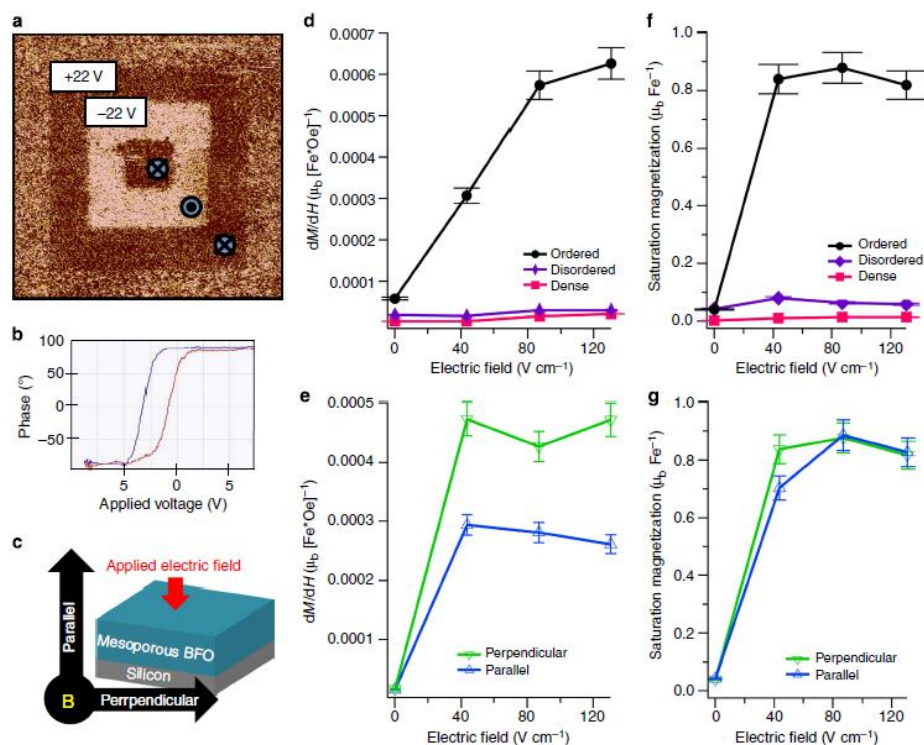 a
+22 V
−22 V
b
100
50
0
−50
5
0
5
Phase (°)
Applied voltage (V)
c
Applied electric field
Parallel
Mesoporous BFO
Silicon
B
Perrpendicular
d
0.0007
0.0006
0.0005
0.0004
0.0003
0.0002
0.0001
dM/dH (μb [Fe*Oe]−1)
Ordered
Disordered
Dense
0
40
80
120
Electric field (V cm−1)
e
0.0005
0.0004
0.0003
0.0002
0.0001
dM/dH (μb [Fe*Oe]−1)
Perpendicular
Parallel
0
40
80
120
Electric field (V cm−1)
f
1.0
0.8
0.6
0.4
0.2
0.0
Saturation magnetization (μb Fe−1)
Ordered
Disordered
Dense
0
40
80
120
Electric field (V cm−1)
g
1.0
0.8
0.6
0.4
0.2
0.0
Saturation magnetization (μb Fe−1)
Perpendicular
Parallel
0
40
80
120
Electric field (V cm−1)